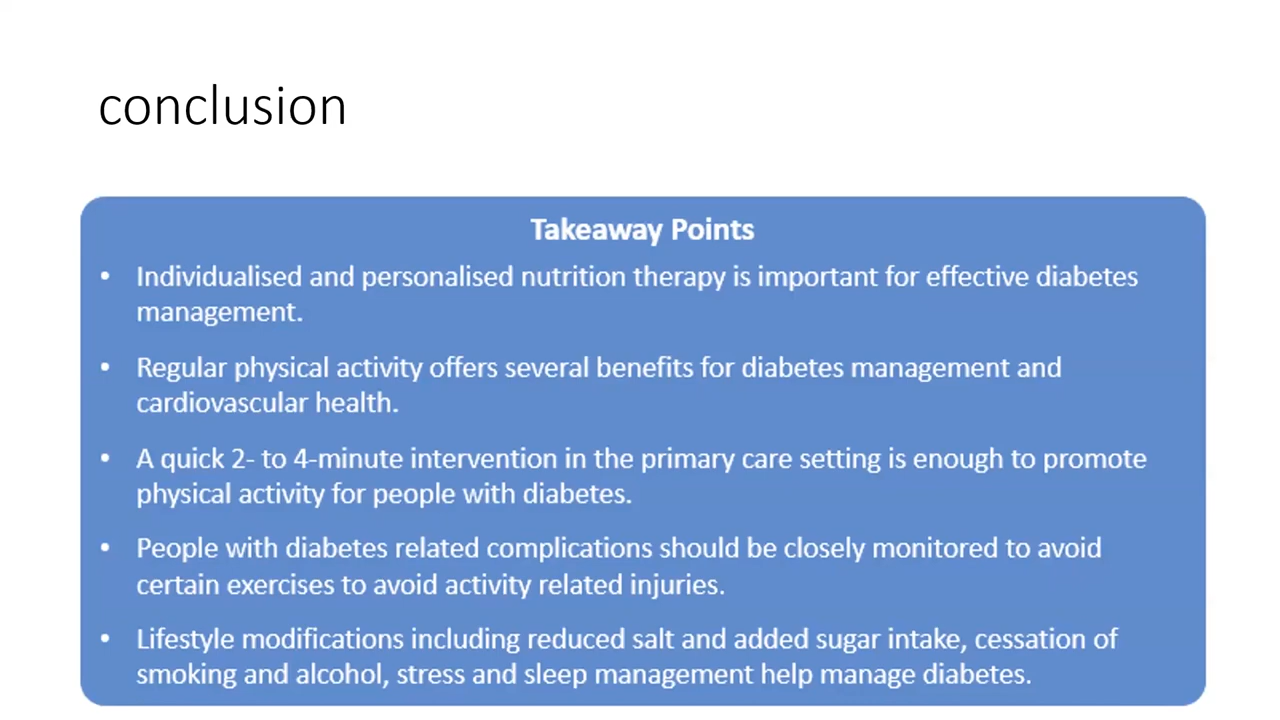 conclusion
Takeaway Points
• Individualised and personalised nutrition therapy is important for effective diabetes
management.
• Regular physical activity offers several benefits for diabetes management and
cardiovascular health.
• A quick 2- to 4-minute intervention in the primary care setting is enough to promote
physical activity for people with diabetes.
• People with diabetes related complications should be closely monitored to avoid
certain exercises to avoid activity related injuries.
• Lifestyle modifications including reduced salt and added sugar intake, cessation of
smoking and alcohol, stress and sleep management help manage diabetes.